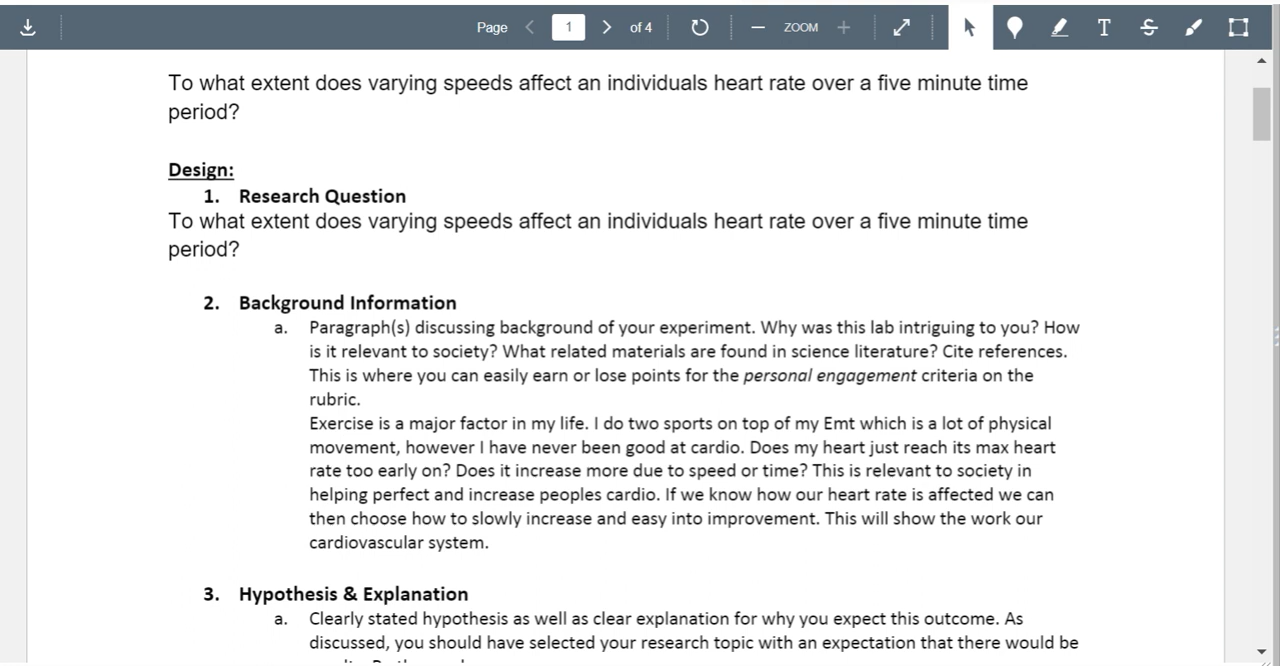 Page 1 of 4 ZOOM T S
To what extent does varying speeds affect an individuals heart rate over a five minute time
period?
Design:
1. Research Question
To what extent does varying speeds affect an individuals heart rate over a five minute time
period?
2. Background Information
a. Paragraph(s) discussing background of your experiment. Why was this lab intriguing to you? How
is it relevant to society? What related materials are found in science literature? Cite references.
This is where you can easily earn or lose points for the personal engagement criteria on the
rubric.
Exercise is a major factor in my life. I do two sports on top of my Emt which is a lot of physical
movement, however I have never been good at cardio. Does my heart just reach its max heart
rate too early on? Does it increase more due to speed or time? This is relevant to society in
helping perfect and increase peoples cardio. If we know how our heart rate is affected we can
then choose how to slowly increase and easy into improvement. This will show the work our
cardiovascular system.
3. Hypothesis & Explanation
a. Clearly stated hypothesis as well as clear explanation for why you expect this outcome. As
discussed, you should have selected your research topic with an expectation that there would be